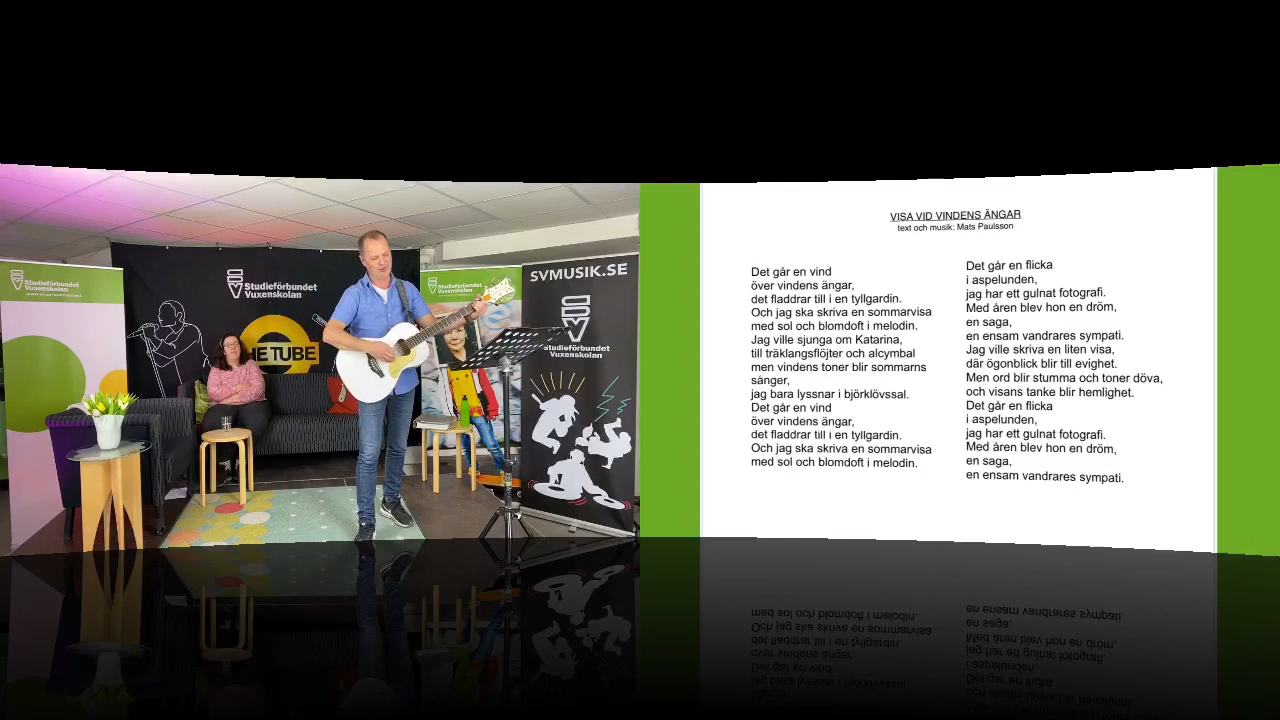 Studieförbundet
Vuxenskolan
Studieförbundet
Vuxenskolan
THE TUBE
Studieförbundet
Vuxenskolan
SVMUSIK.SE
Studieförbundet
Vuxenskolan
VISA VID VINDENS ÄNGAR
text och musik: Mats Paulsson
Det går en vind
över vindens ängar,
det fladdrar till i en tyllgardin.
Och jag ska skriva en sommarvisa
med sol och blomdoft i melodin.
Jag ville sjunga om Katarina,
till träklangsflöjter och alcymbal
men vindens toner blir sommarns
sånger,
jag bara lyssnar i björklövssal.
Det går en vind
över vindens ängar,
det fladdrar till i en tyllgardin.
Och jag ska skriva en sommarvisa
med sol och blomdoft i melodin.
Det går en flicka
i aspelunden,
jag har ett gulnat fotografi.
Med åren blev hon en dröm,
en saga,
en ensam vandrares sympati.
Jag ville skriva en liten visa,
där ögonblick blir till evighet.
Men ord blir stumma och toner döva,
och visans tanke blir hemlighet.
Det går en flicka
i aspelunden,
jag har ett gulnat fotografi.
Med åren blev hon en dröm,
en saga,
en ensam vandrares sympati.